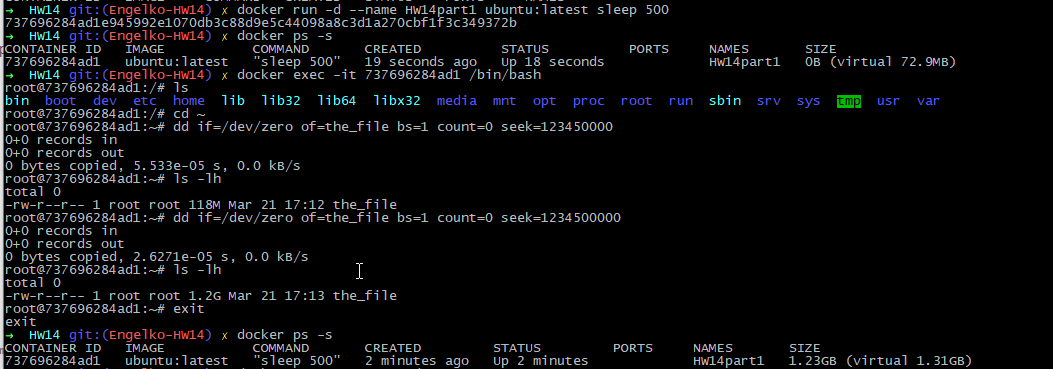 → HW14 git:(Engelko-HW14) ✗ docker run -d --name HW14part1 ubuntu:latest sleep 500
737696284ad1e945992e1070db3c88d9e5c44098a8c3d1a270cbf1f3c349372b
→ HW14 git:(Engelko-HW14) ✗ docker ps -s
CONTAINER ID IMAGE COMMAND CREATED STATUS PORTS NAMES SIZE
737696284ad1 ubuntu:latest "sleep 500" 19 seconds ago Up 18 seconds HW14part1 0B (virtual 72.9MB)
→ HW14 git:(Engelko-HW14) ✗ docker exec -it 737696284ad1 /bin/bash
root@737696284ad1:/# ls
bin boot dev etc home lib lib32 lib64 libx32 media mnt opt proc root run sbin srv sys tmp usr var
root@737696284ad1:/# cd ~
root@737696284ad1:~# dd if=/dev/zero of=the_file bs=1 count=0 seek=123450000
0+0 records in
0+0 records out
0 bytes copied, 5.533e-05 s, 0.0 kB/s
root@737696284ad1:~# ls -lh
total 0
-rw-r--r-- 1 root root 118M Mar 21 17:12 the_file
root@737696284ad1:~# dd if=/dev/zero of=the_file bs=1 count=0 seek=1234500000
0+0 records in
0+0 records out
0 bytes copied, 2.6271e-05 s, 0.0 kB/s
root@737696284ad1:~# ls -lh
total 0
-rw-r--r-- 1 root root 1.2G Mar 21 17:13 the_file
root@737696284ad1:~# exit
exit
→ HW14 git:(Engelko-HW14) ✗ docker ps -s
CONTAINER ID IMAGE COMMAND CREATED STATUS PORTS NAMES SIZE
737696284ad1 ubuntu:latest "sleep 500" 2 minutes ago Up 2 minutes HW14part1 1.23GB (virtual 1.31GB)